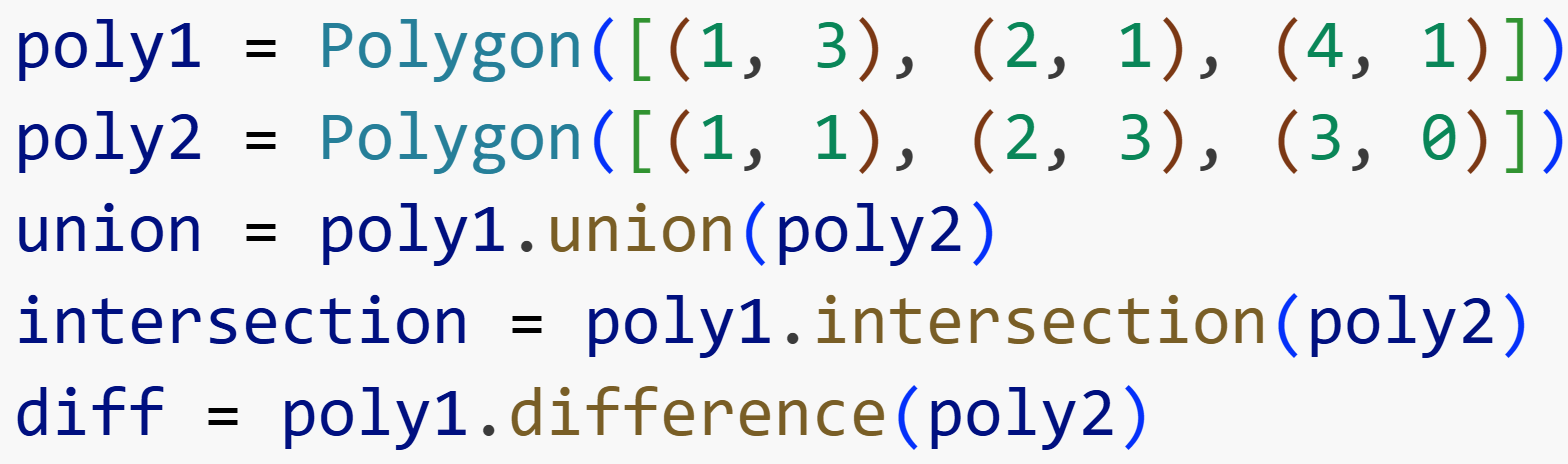 poly1 = Polygon([(1, 3), (2, 1), (4, 1)])
poly2 = Polygon([(1, 1), (2, 3), (3, 0)])
union = poly1.union(poly2)
intersection = poly1.intersection(poly2)
diff = poly1.difference(poly2)